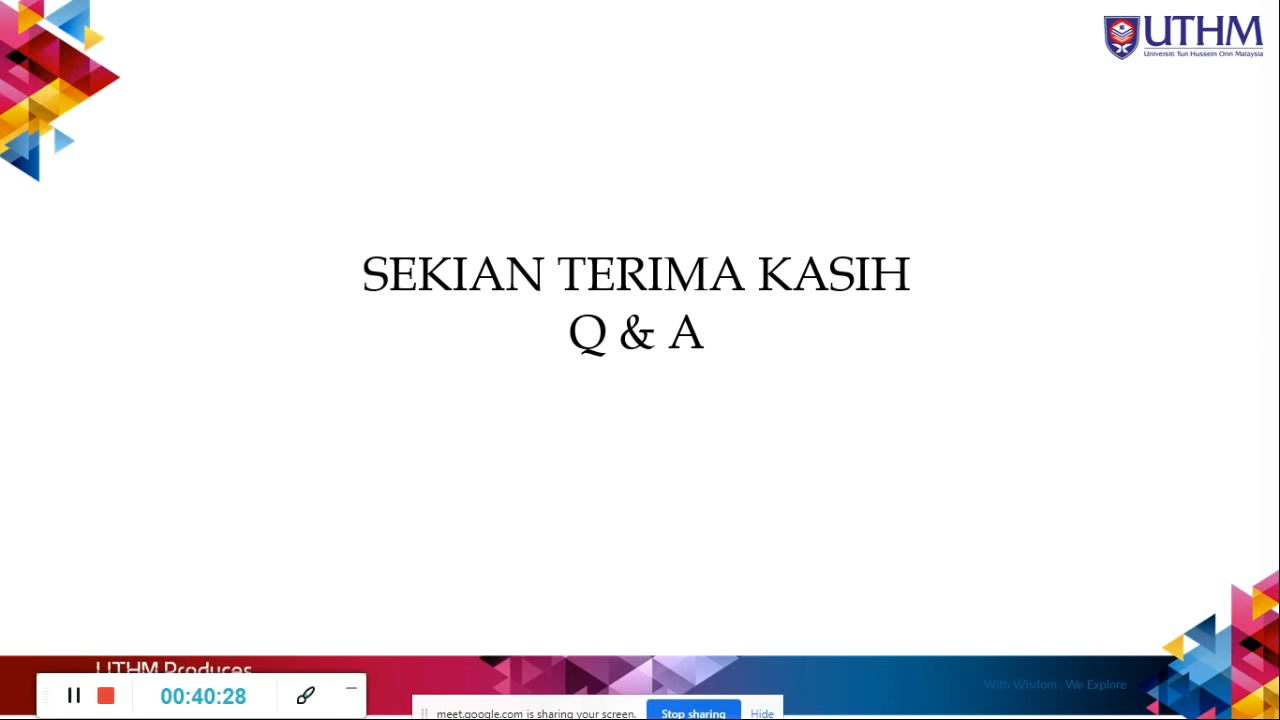 UTHM
Universiti Tun Hussein Onn Malaysia
SEKIAN TERIMA KASIH
Q & A
UTHM Produces
With Wisdom . We Explore
00:40:28
meet.google.com is sharing your screen.
Stop sharing
Hide